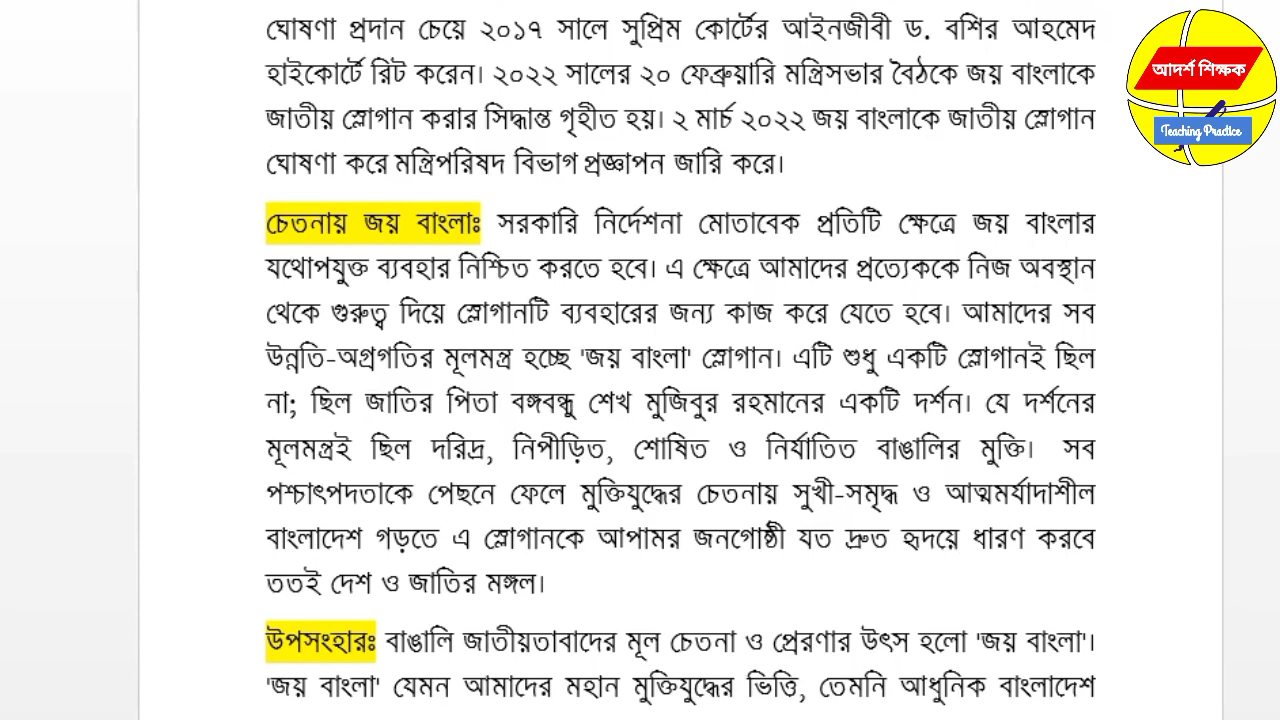 ঘোষণা প্রদান চেয়ে ২০১৭ সালে সুপ্রিম কোর্টের আইনজীবী ড. বশির আহমেদ
হাইকোর্টে রিট করেন। ২০২২ সালের ২০ ফেব্রুয়ারি মন্ত্রিসভার বৈঠকে জয় বাংলাকে
জাতীয় স্লোগান করার সিদ্ধান্ত গৃহীত হয়। ২ মার্চ ২০২২ জয় বাংলাকে জাতীয় স্লোগান
ঘোষণা করে মন্ত্রিপরিষদ বিভাগ প্রজ্ঞাপন জারি করে।
চেতনায় জয় বাংলাঃ সরকারি নির্দেশনা মোতাবেক প্রতিটি ক্ষেত্রে জয় বাংলার
যথোপযুক্ত ব্যবহার নিশ্চিত করতে হবে। এ ক্ষেত্রে আমাদের প্রত্যেককে নিজ অবস্থান
থেকে গুরুত্ব দিয়ে স্লোগানটি ব্যবহারের জন্য কাজ করে যেতে হবে। আমাদের সব
উন্নতি-অগ্রগতির মূলমন্ত্র হচ্ছে 'জয় বাংলা' স্লোগান। এটি শুধু একটি স্লোগানই ছিল
না; ছিল জাতির পিতা বঙ্গবন্ধু শেখ মুজিবুর রহমানের একটি দর্শন। যে দর্শনের
মূলমন্ত্রই ছিল দরিদ্র, নিপীড়িত, শোষিত ও নির্যাতিত বাঙালির মুক্তি। সব
পশ্চাৎপদতাকে পেছনে ফেলে মুক্তিযুদ্ধের চেতনায় সুখী-সমৃদ্ধ ও আত্মমর্যাদাশীল
বাংলাদেশ গড়তে এ স্লোগানকে আপামর জনগোষ্ঠী যত দ্রুত হৃদয়ে ধারণ করবে
ততই দেশ ও জাতির মঙ্গল।
উপসংহারঃ বাঙালি জাতীয়তাবাদের মূল চেতনা ও প্রেরণার উৎস হলো 'জয় বাংলা'।
'জয় বাংলা' যেমন আমাদের মহান মুক্তিযুদ্ধের ভিত্তি, তেমনি আধুনিক বাংলাদেশ
আদর্শ শিক্ষক
Teaching Practice